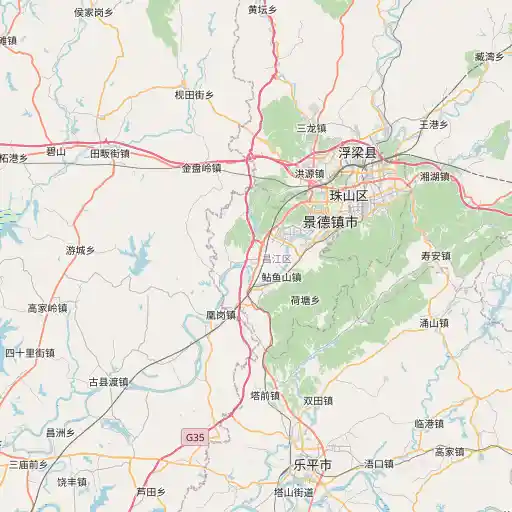 侯家岗乡
黄坛乡
臧湾乡
枧田街乡
三龙镇
王港乡
碧山
田畈街镇
浮梁县
金盘岭镇
洪源镇
湘湖镇
珠山区
景德镇市
游城乡
昌江区
寿安镇
鲇鱼山镇
荷塘乡
高家岭镇
凰岗镇
涌山镇
四十里街镇
古县渡镇
塔前镇
双田镇
昌洲乡
G35
临港镇
高家镇
三庙前乡
乐平市
浯口镇
饶丰镇
芦田乡
塔山街道